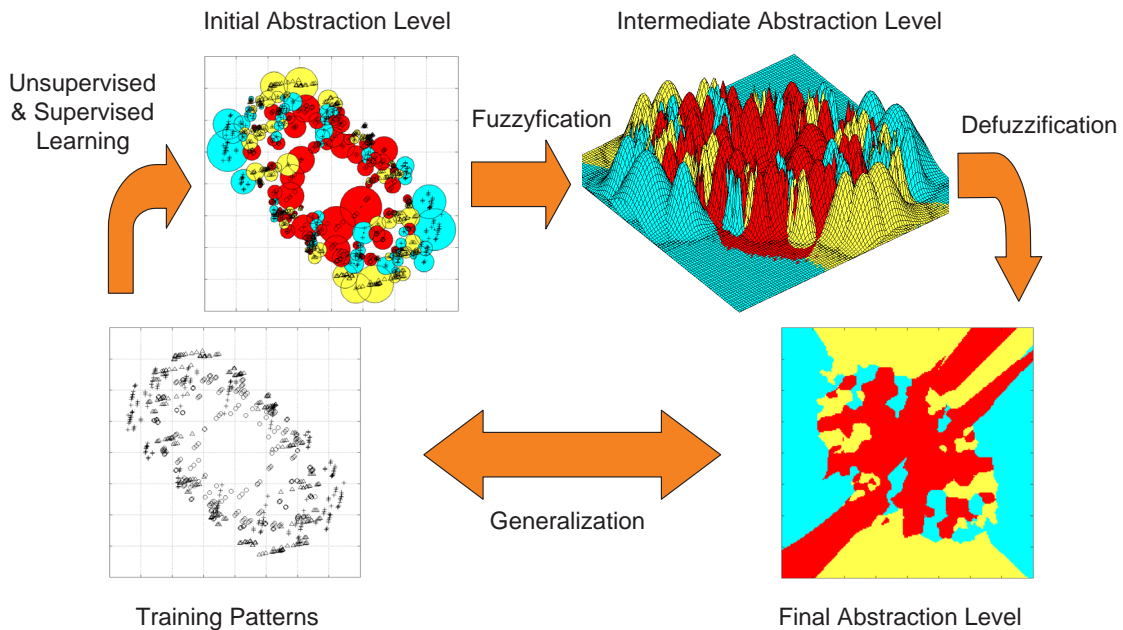 Initial Abstraction Level
Intermediate Abstraction Level
Unsupervised
& Supervised
Learning
Fuzzyfication
Defuzzification
Generalization
Training Patterns
Final Abstraction Level